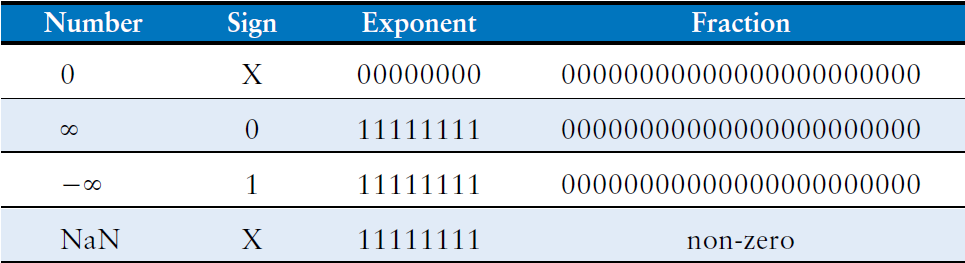 Number Sign Exponent Fraction
0 X 00000000 00000000000000000000000
∞ 0 11111111 00000000000000000000000
−∞ 1 11111111 00000000000000000000000
NaN X 11111111 non-zero